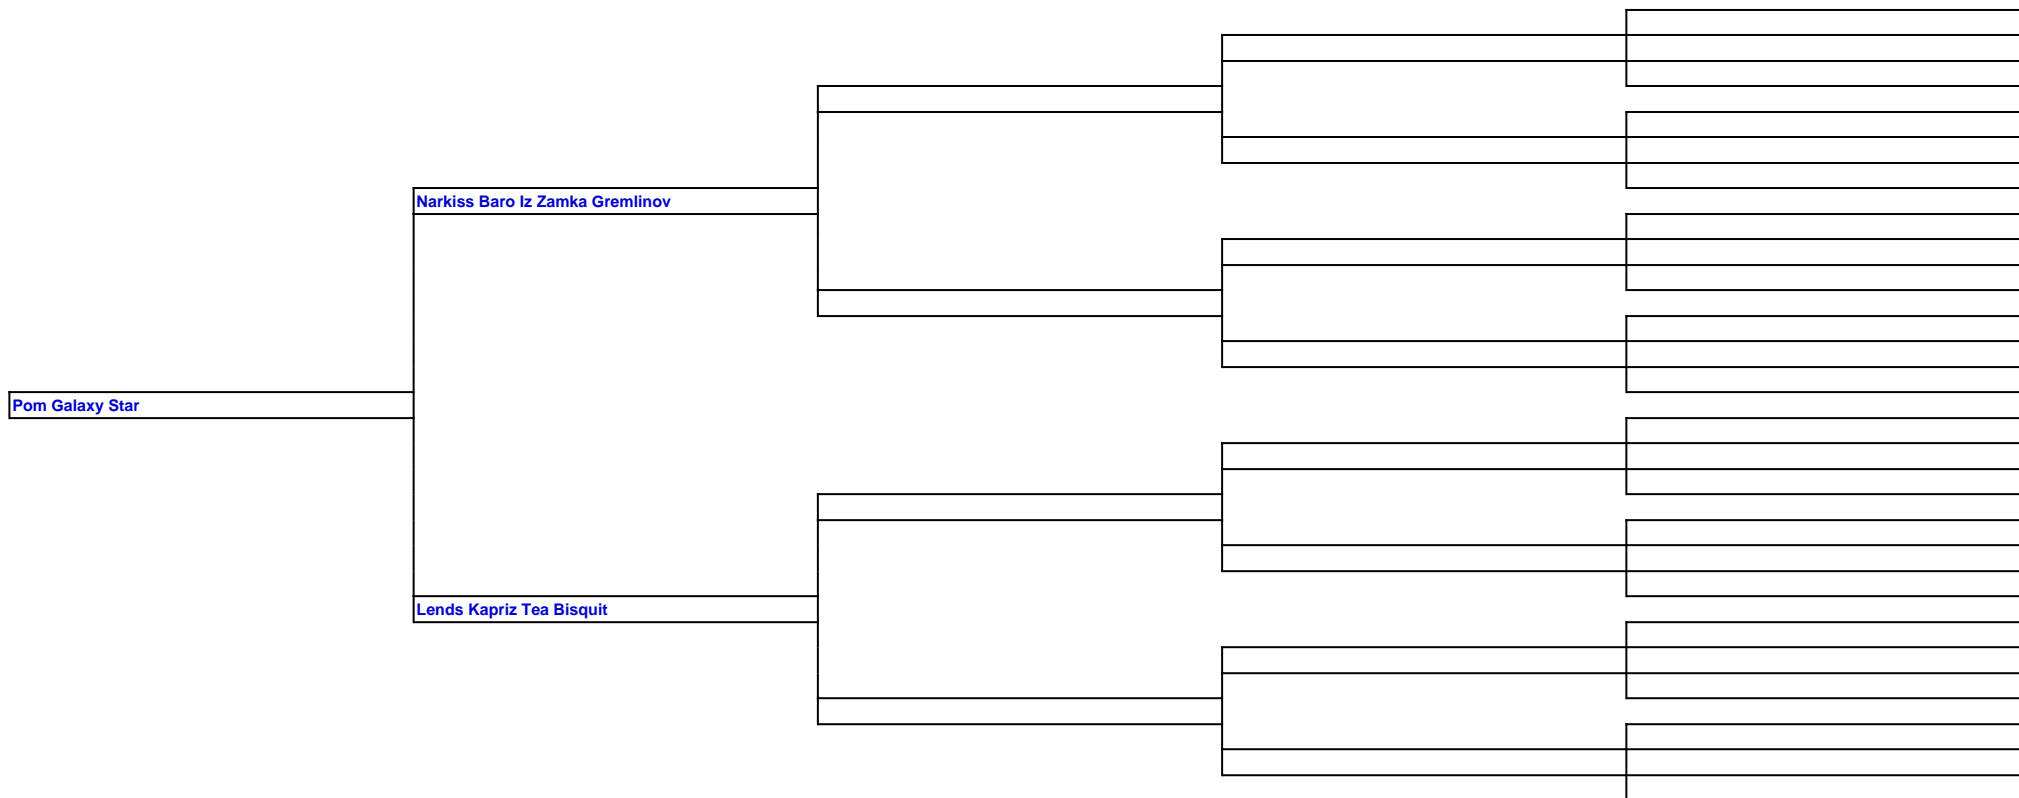 Narkiss Baro Iz Zamka Gremlinov
Pom Galaxy Star
Lends Kapriz Tea Bisquit